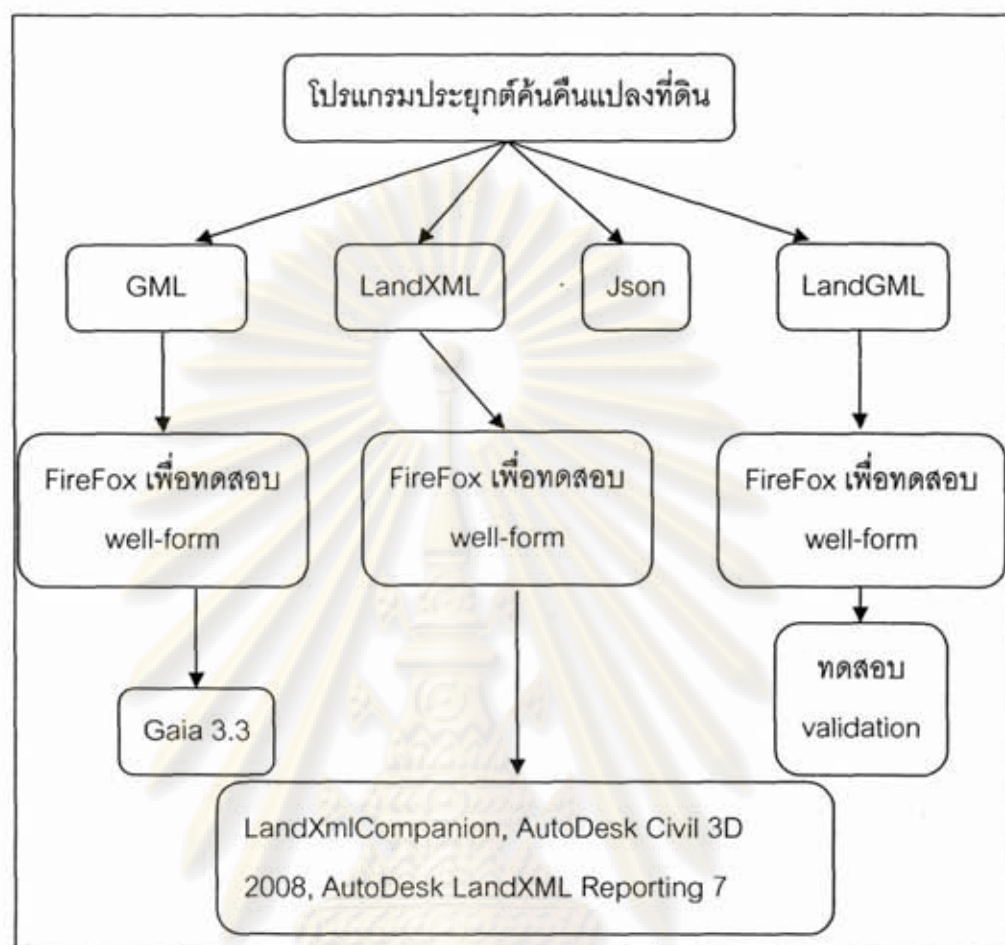 โปรแกรมประยุกต์ค้นคืนแปลงที่ดิน
GML
LandXML
Json
LandGML
FireFox เพื่อทดสอบ
well-form
FireFox เพื่อทดสอบ
well-form
FireFox เพื่อทดสอบ
well-form
Gaia 3.3
ทดสอบ
validation
LandXmlCompanion, AutoDesk Civil 3D
2008, AutoDesk LandXML Reporting 7